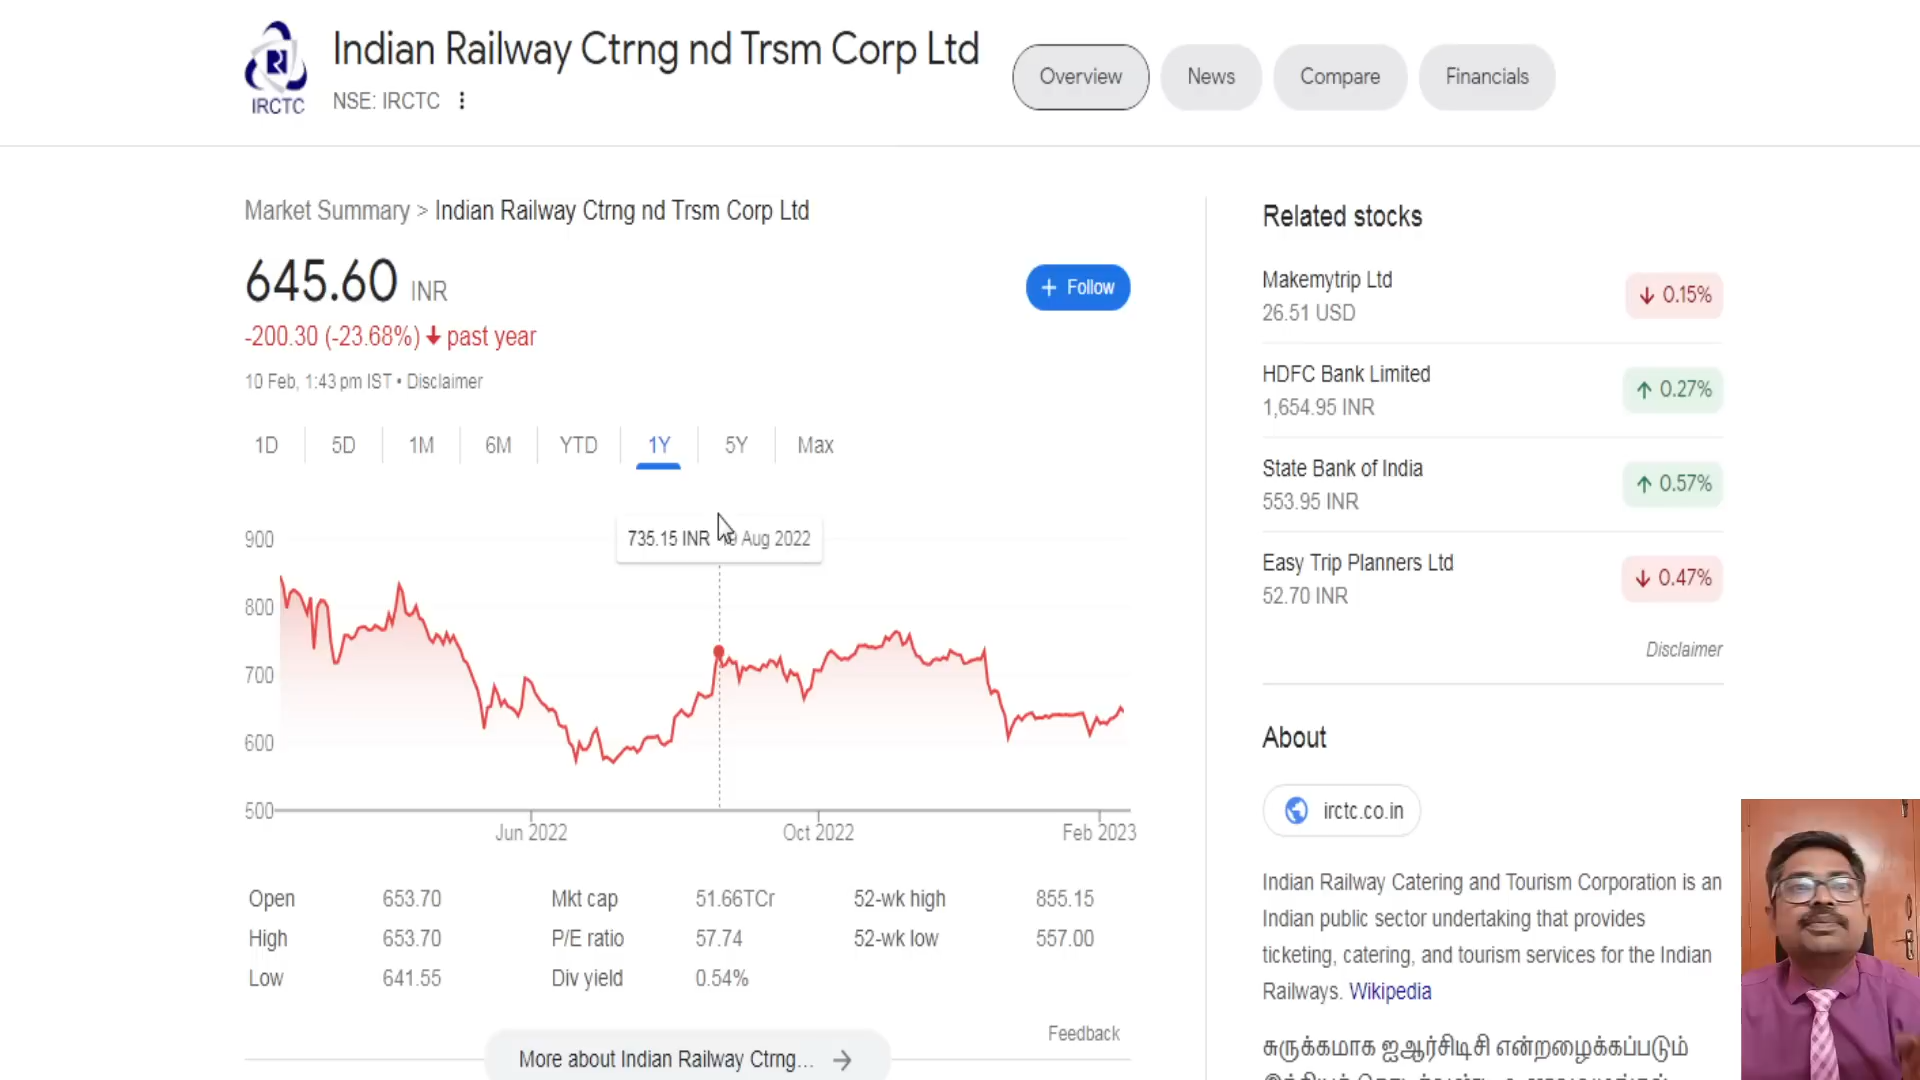 Indian Railway Ctrng nd Trsm Corp Ltd
NSE: IRCTC
IRCTC
Overview
News
Compare
Financials
Market Summary > Indian Railway Ctrng nd Trsm Corp Ltd
645.60 INR
-200.30 (-23.68%) past year
10 Feb, 1:43 pm IST • Disclaimer
+ Follow
1D 5D 1M 6M YTD 1Y 5Y Max
735.15 INR Aug 2022
900
800
700
600
500
Jun 2022 Oct 2022 Feb 2023
Open 653.70 Mkt cap 51.66TCr 52-wk high 855.15
High 653.70 P/E ratio 57.74 52-wk low 557.00
Low 641.55 Div yield 0.54%
Feedback
More about Indian Railway Ctrng...
Related stocks
Makemytrip Ltd
26.51 USD
0.15%
HDFC Bank Limited
1,654.95 INR
0.27%
State Bank of India
553.95 INR
0.57%
Easy Trip Planners Ltd
52.70 INR
0.47%
Disclaimer
About
irctc.co.in
Indian Railway Catering and Tourism Corporation is an
Indian public sector undertaking that provides
ticketing, catering, and tourism services for the Indian
Railways. Wikipedia
சுருக்கமாக ஐஆர்சிடிசி என்றழைக்கப்படும்